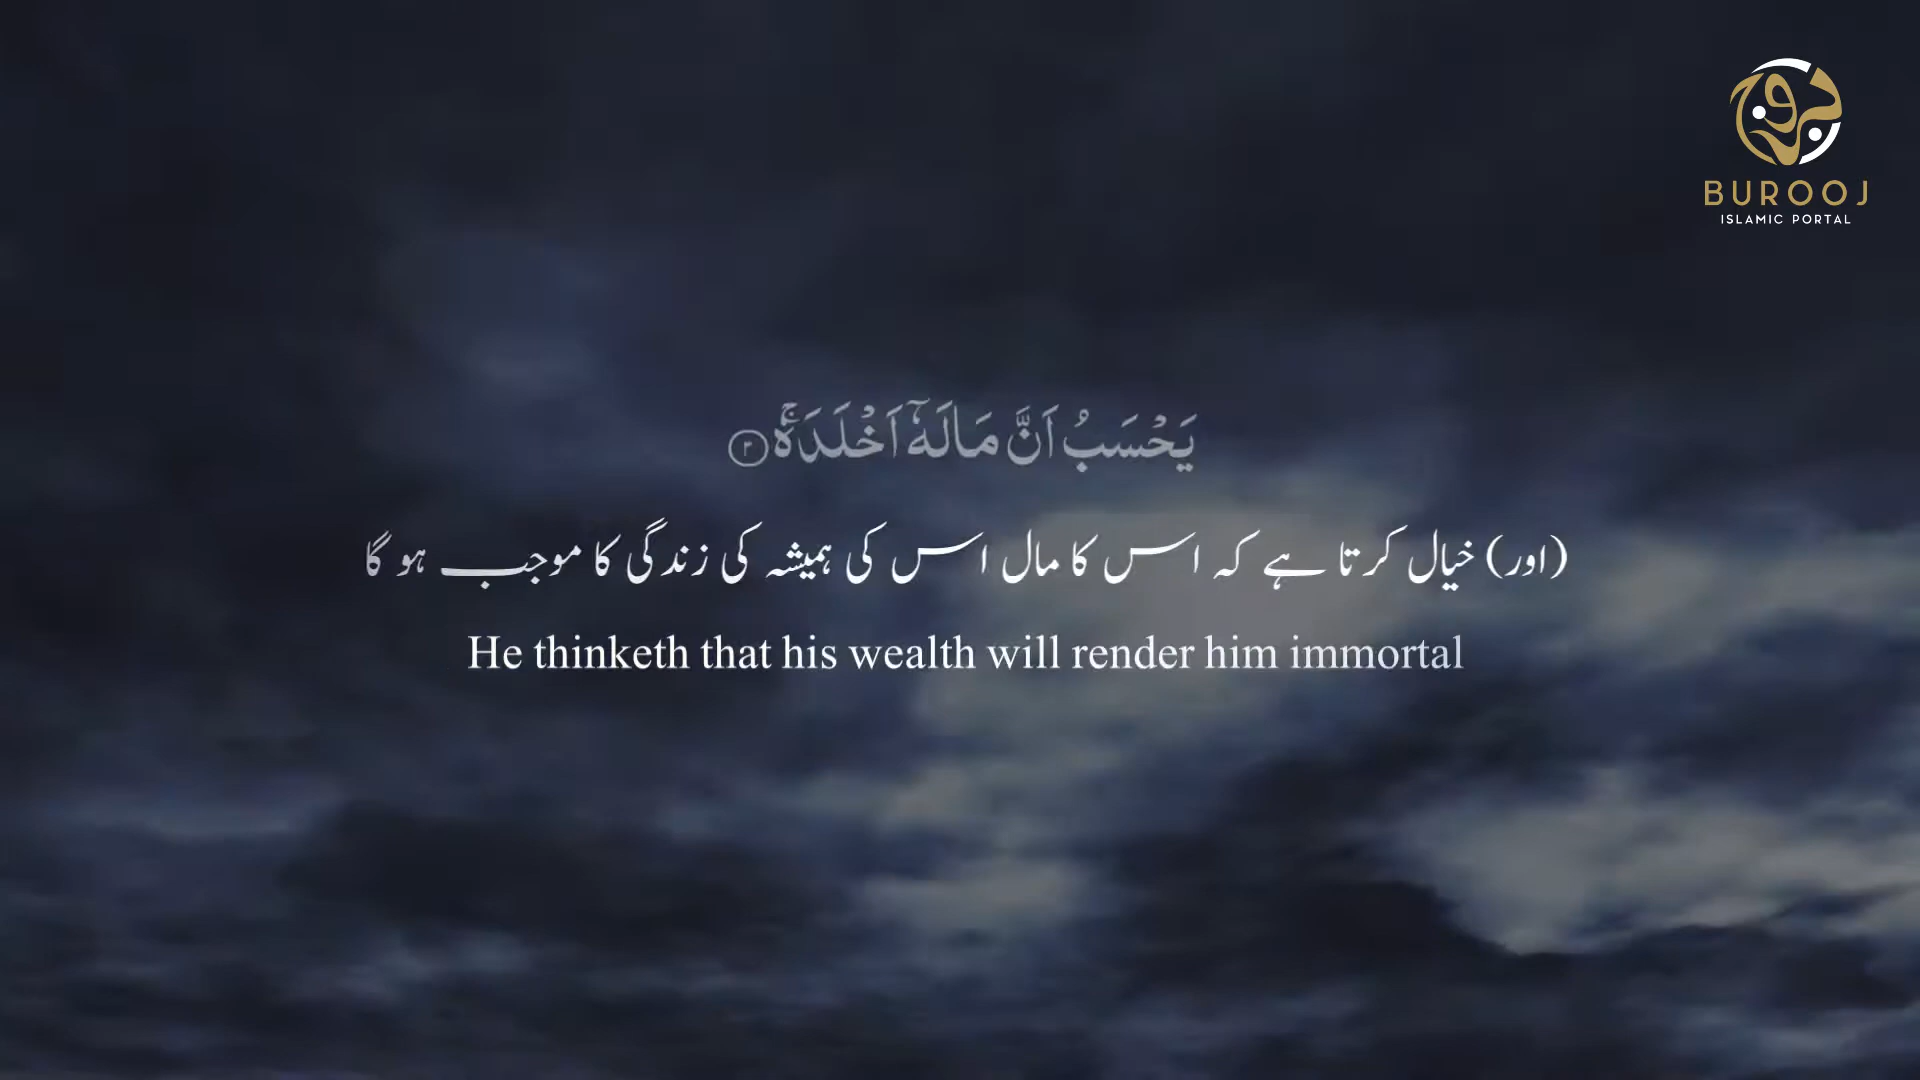 بروج
BUROOJ
ISLAMIC PORTAL
يَحْسَبُ اَنَّ مَالَهٗۤ اَخْلَدَهٗۚ ۝۳
(اور) خیال کرتا ہے کہ اس کا مال اس کی ہمیشہ کی زندگی کا موجب ہو گا
He thinketh that his wealth will render him immortal